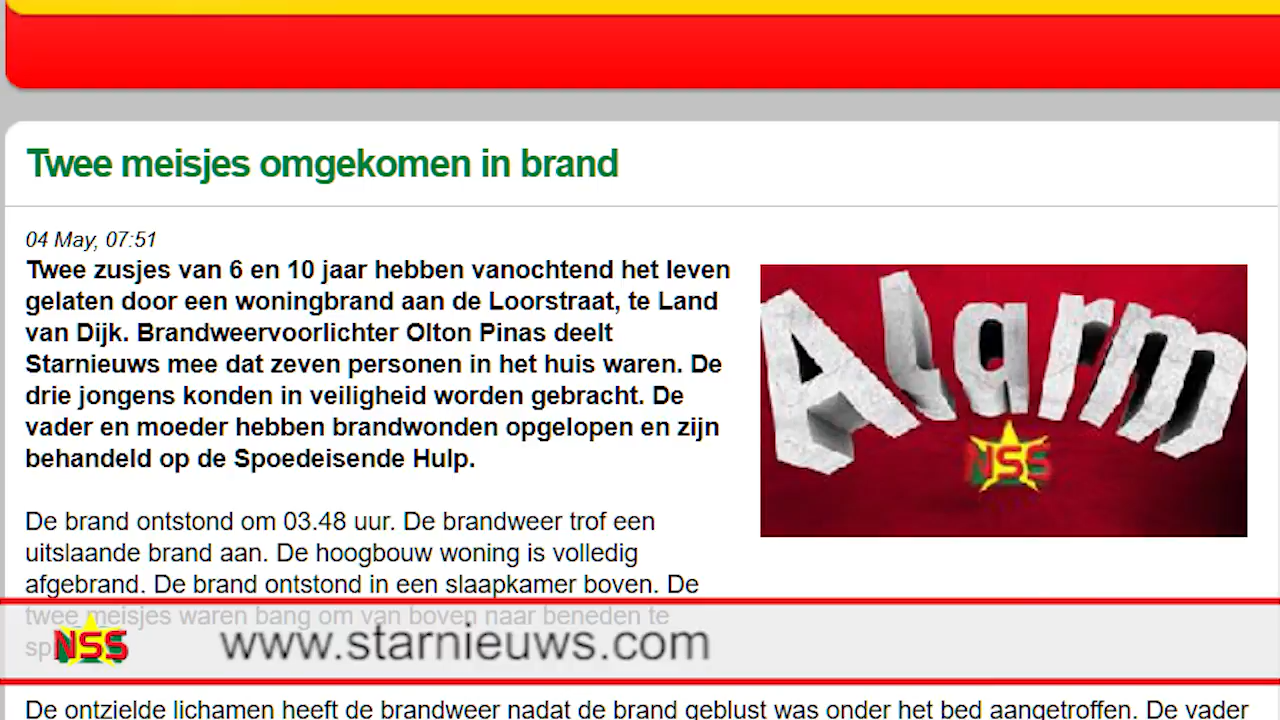 Twee meisjes omgekomen in brand
04 May, 07:51
Twee zusjes van 6 en 10 jaar hebben vanochtend het leven
gelaten door een woningbrand aan de Loorstraat, te Land
van Dijk. Brandweervoorlichter Olton Pinas deelt
Starnieuws mee dat zeven personen in het huis waren. De
drie jongens konden in veiligheid worden gebracht. De
vader en moeder hebben brandwonden opgelopen en zijn
behandeld op de Spoedeisende Hulp.
Alarm
NSS
De brand ontstond om 03.48 uur. De brandweer trof een
uitslaande brand aan. De hoogbouw woning is volledig
afgebrand. De brand ontstond in een slaapkamer boven. De
twee meisjes waren bang om van boven naar beneden te
NSS www.starnieuws.com
De ontzielde lichamen heeft de brandweer nadat de brand geblust was onder het bed aangetroffen. De vader